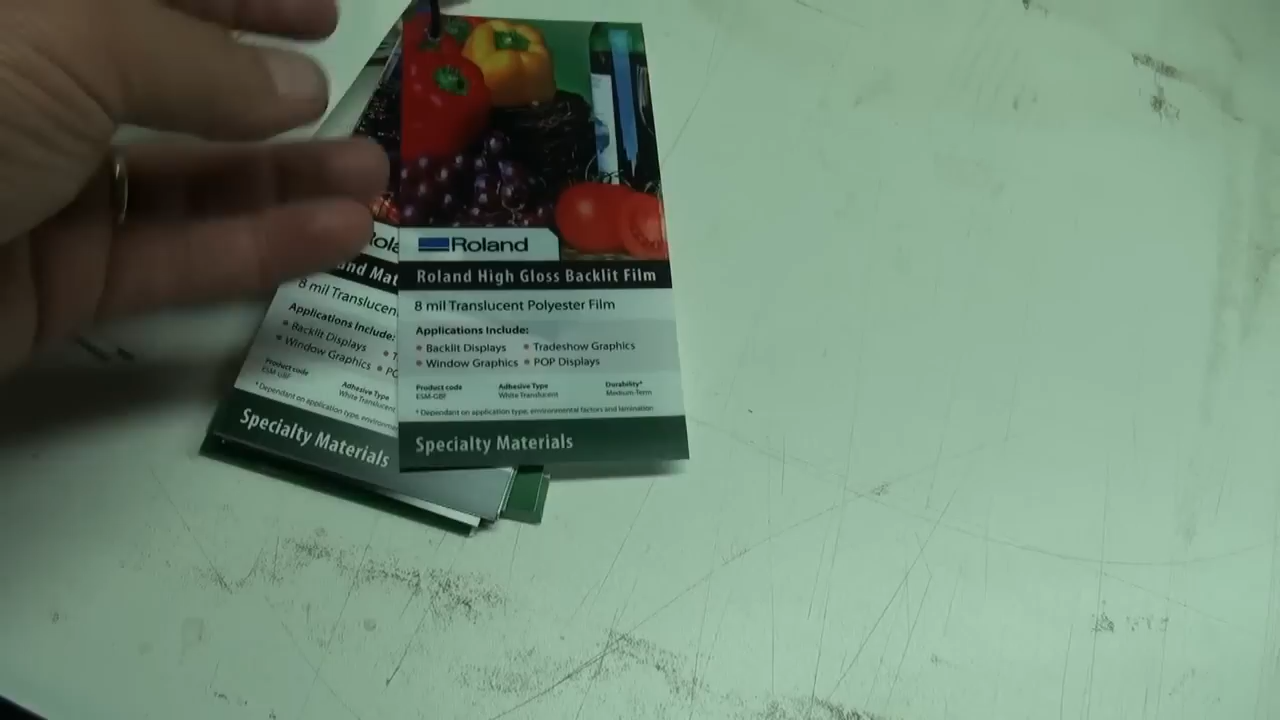 Roland
Roland High Gloss Backlit Film
8 mil Translucent Polyester Film
Applications Include:
• Backlit Displays • Tradeshow Graphics
• Window Graphics • POP Displays
Product code Adhesive Type Durability*
ESM-GBF White Translucent Medium-Term
* Dependant on application type, environmental factors and lamination
Specialty Materials
Rola
and Mat
8 mil Translucen
Applications Include:
• Backlit Displays • T
• Window Graphics • PO
Product code Adhesive Type
ESM-GBF White Translucent
* Dependant on application type, environme
Specialty Materials